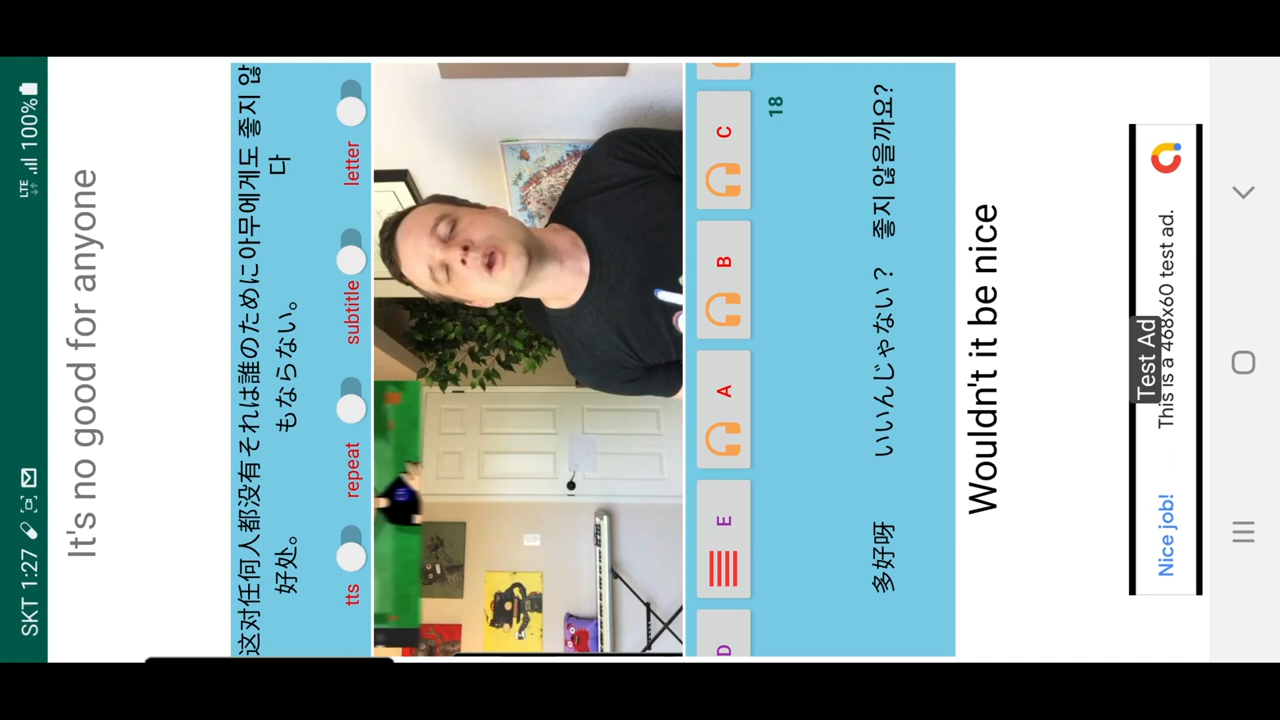 SKT 1:27 LTE 100%
It's no good for anyone
这对任何人都没有それは誰のために아무에게도 좋지 않
好处。 もならない。 다
tts repeat subtitle letter
D E A B C
18
多好呀 いいんじゃない？ 좋지 않을까요?
Wouldn't it be nice
Test Ad
Nice job! This is a 468x60 test ad.